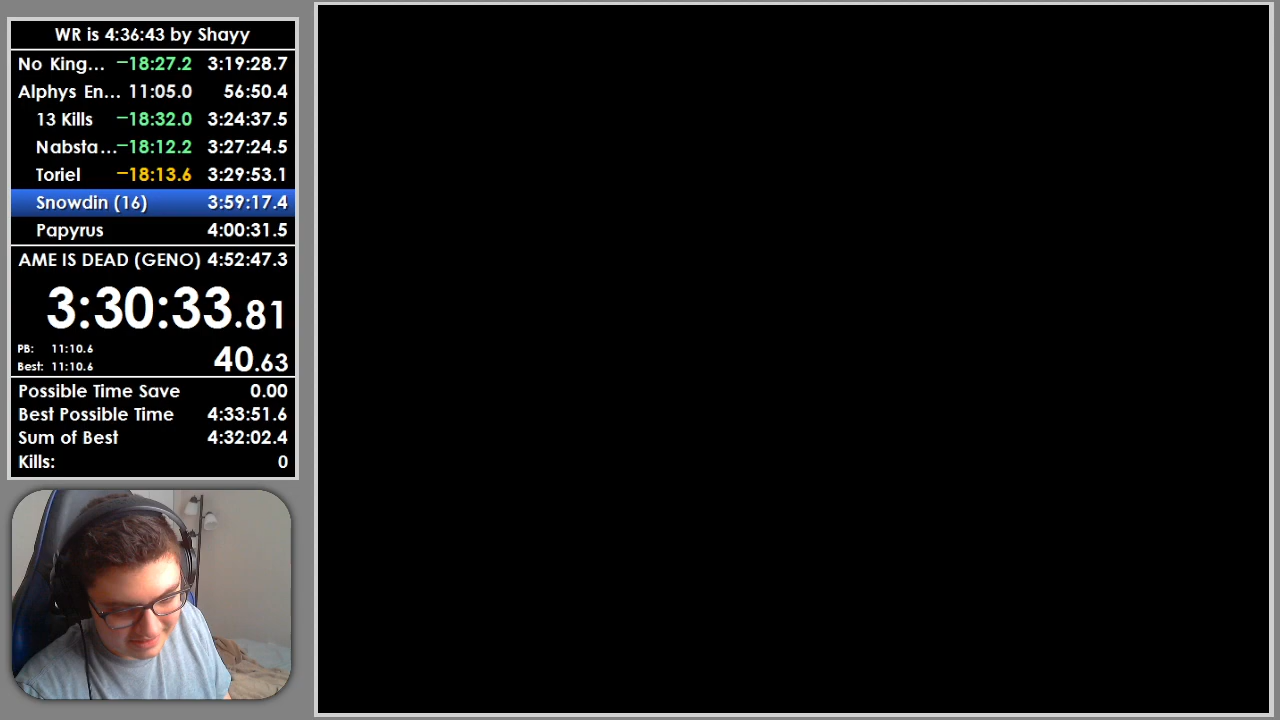 WR is 4:36:43 by Shayy
No King... −18:27.2 3:19:28.7
Alphys En... 11:05.0 56:50.4
13 Kills −18:32.0 3:24:37.5
Nabsta... −18:12.2 3:27:24.5
Toriel −18:13.6 3:29:53.1
Snowdin (16) 3:59:17.4
Papyrus 4:00:31.5
AME IS DEAD (GENO) 4:52:47.3
3:30:33.81
PB: 11:10.6
Best: 11:10.6
40.63
Possible Time Save 0.00
Best Possible Time 4:33:51.6
Sum of Best 4:32:02.4
Kills: 0